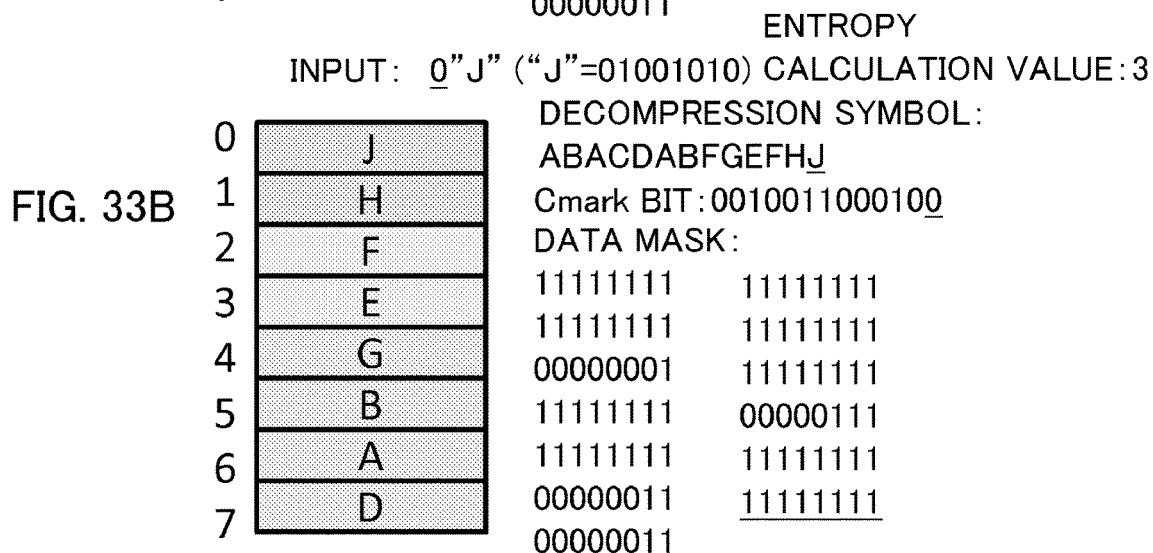 00000011
ENTROPY
INPUT: 0"J" ("J"=01001010) CALCULATION VALUE:3
DECOMPRESSION SYMBOL:
ABACDABFGEFHJ
Cmark BIT:0010011000100
DATA MASK:
FIG. 33B
0 J
1 H
2 F
3 E
4 G
5 B
6 A
7 D
11111111 11111111
11111111 11111111
00000001 11111111
11111111 00000111
11111111 11111111
00000011 11111111
00000011